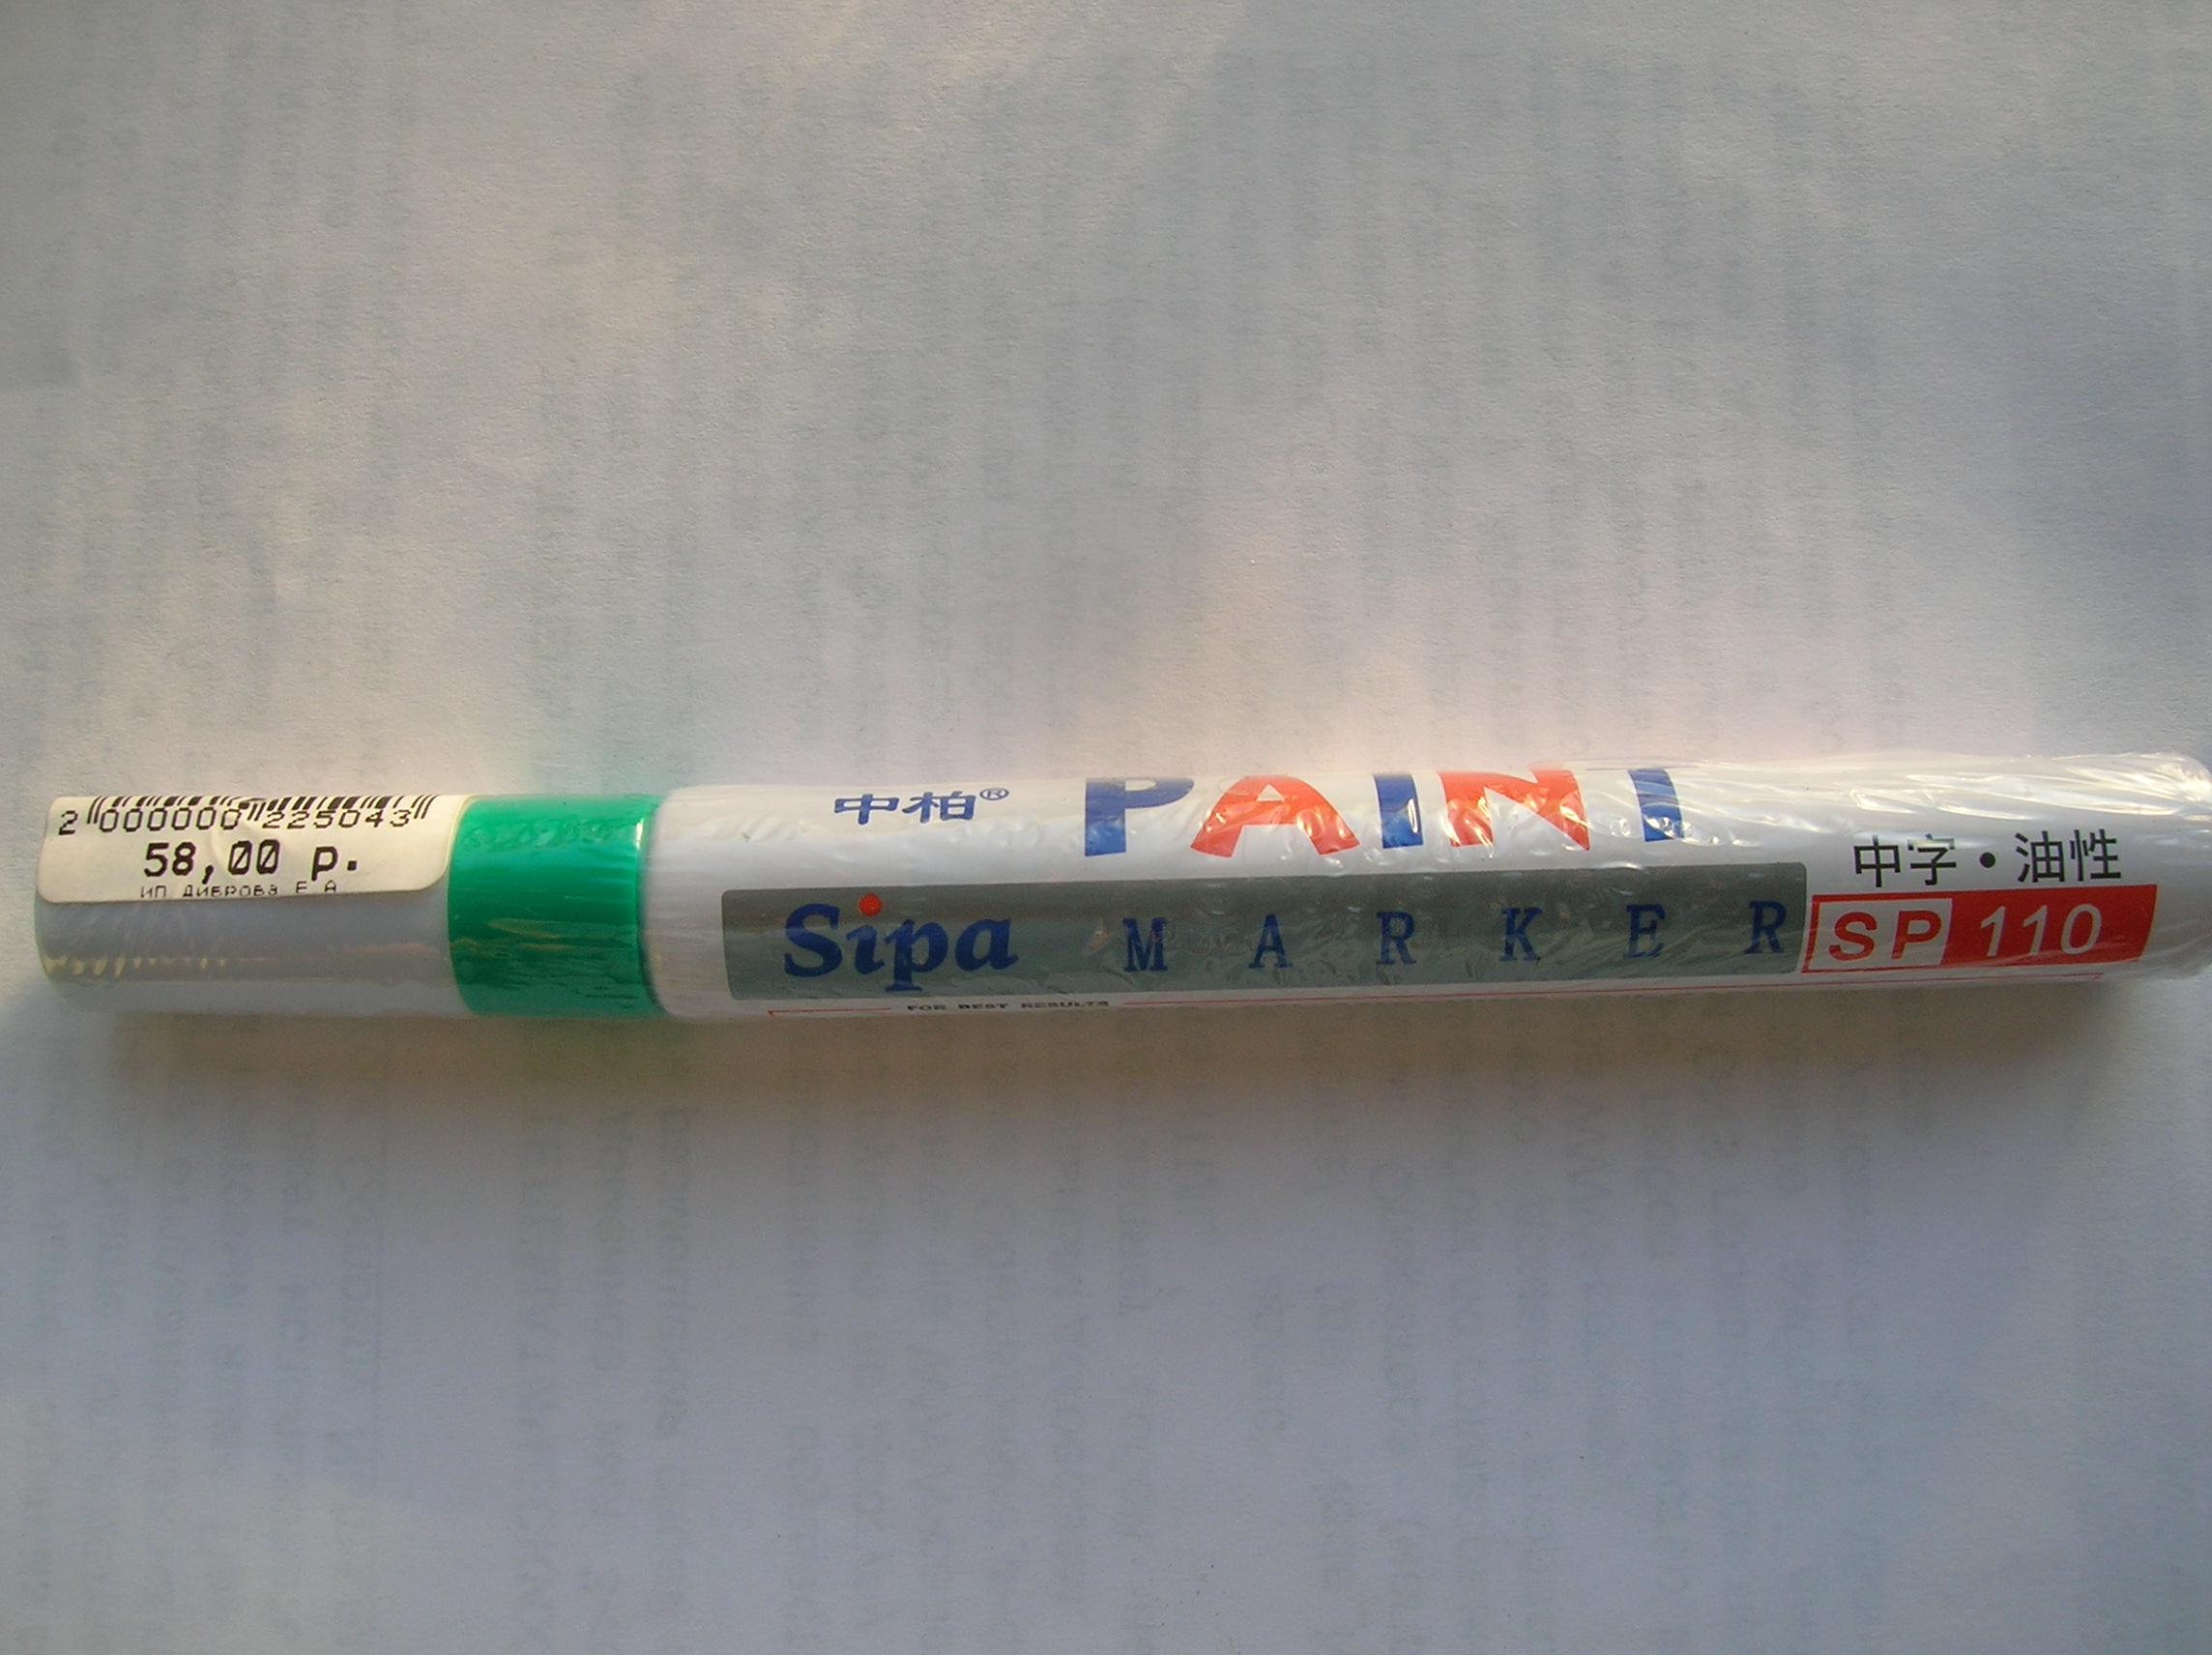 2 000000 225043
58,00 р.
ИП ДИБРОВА Е А
中柏®
PAINT
Sipa MARKER
中字・油性
SP 110
FOR BEST RESULTS